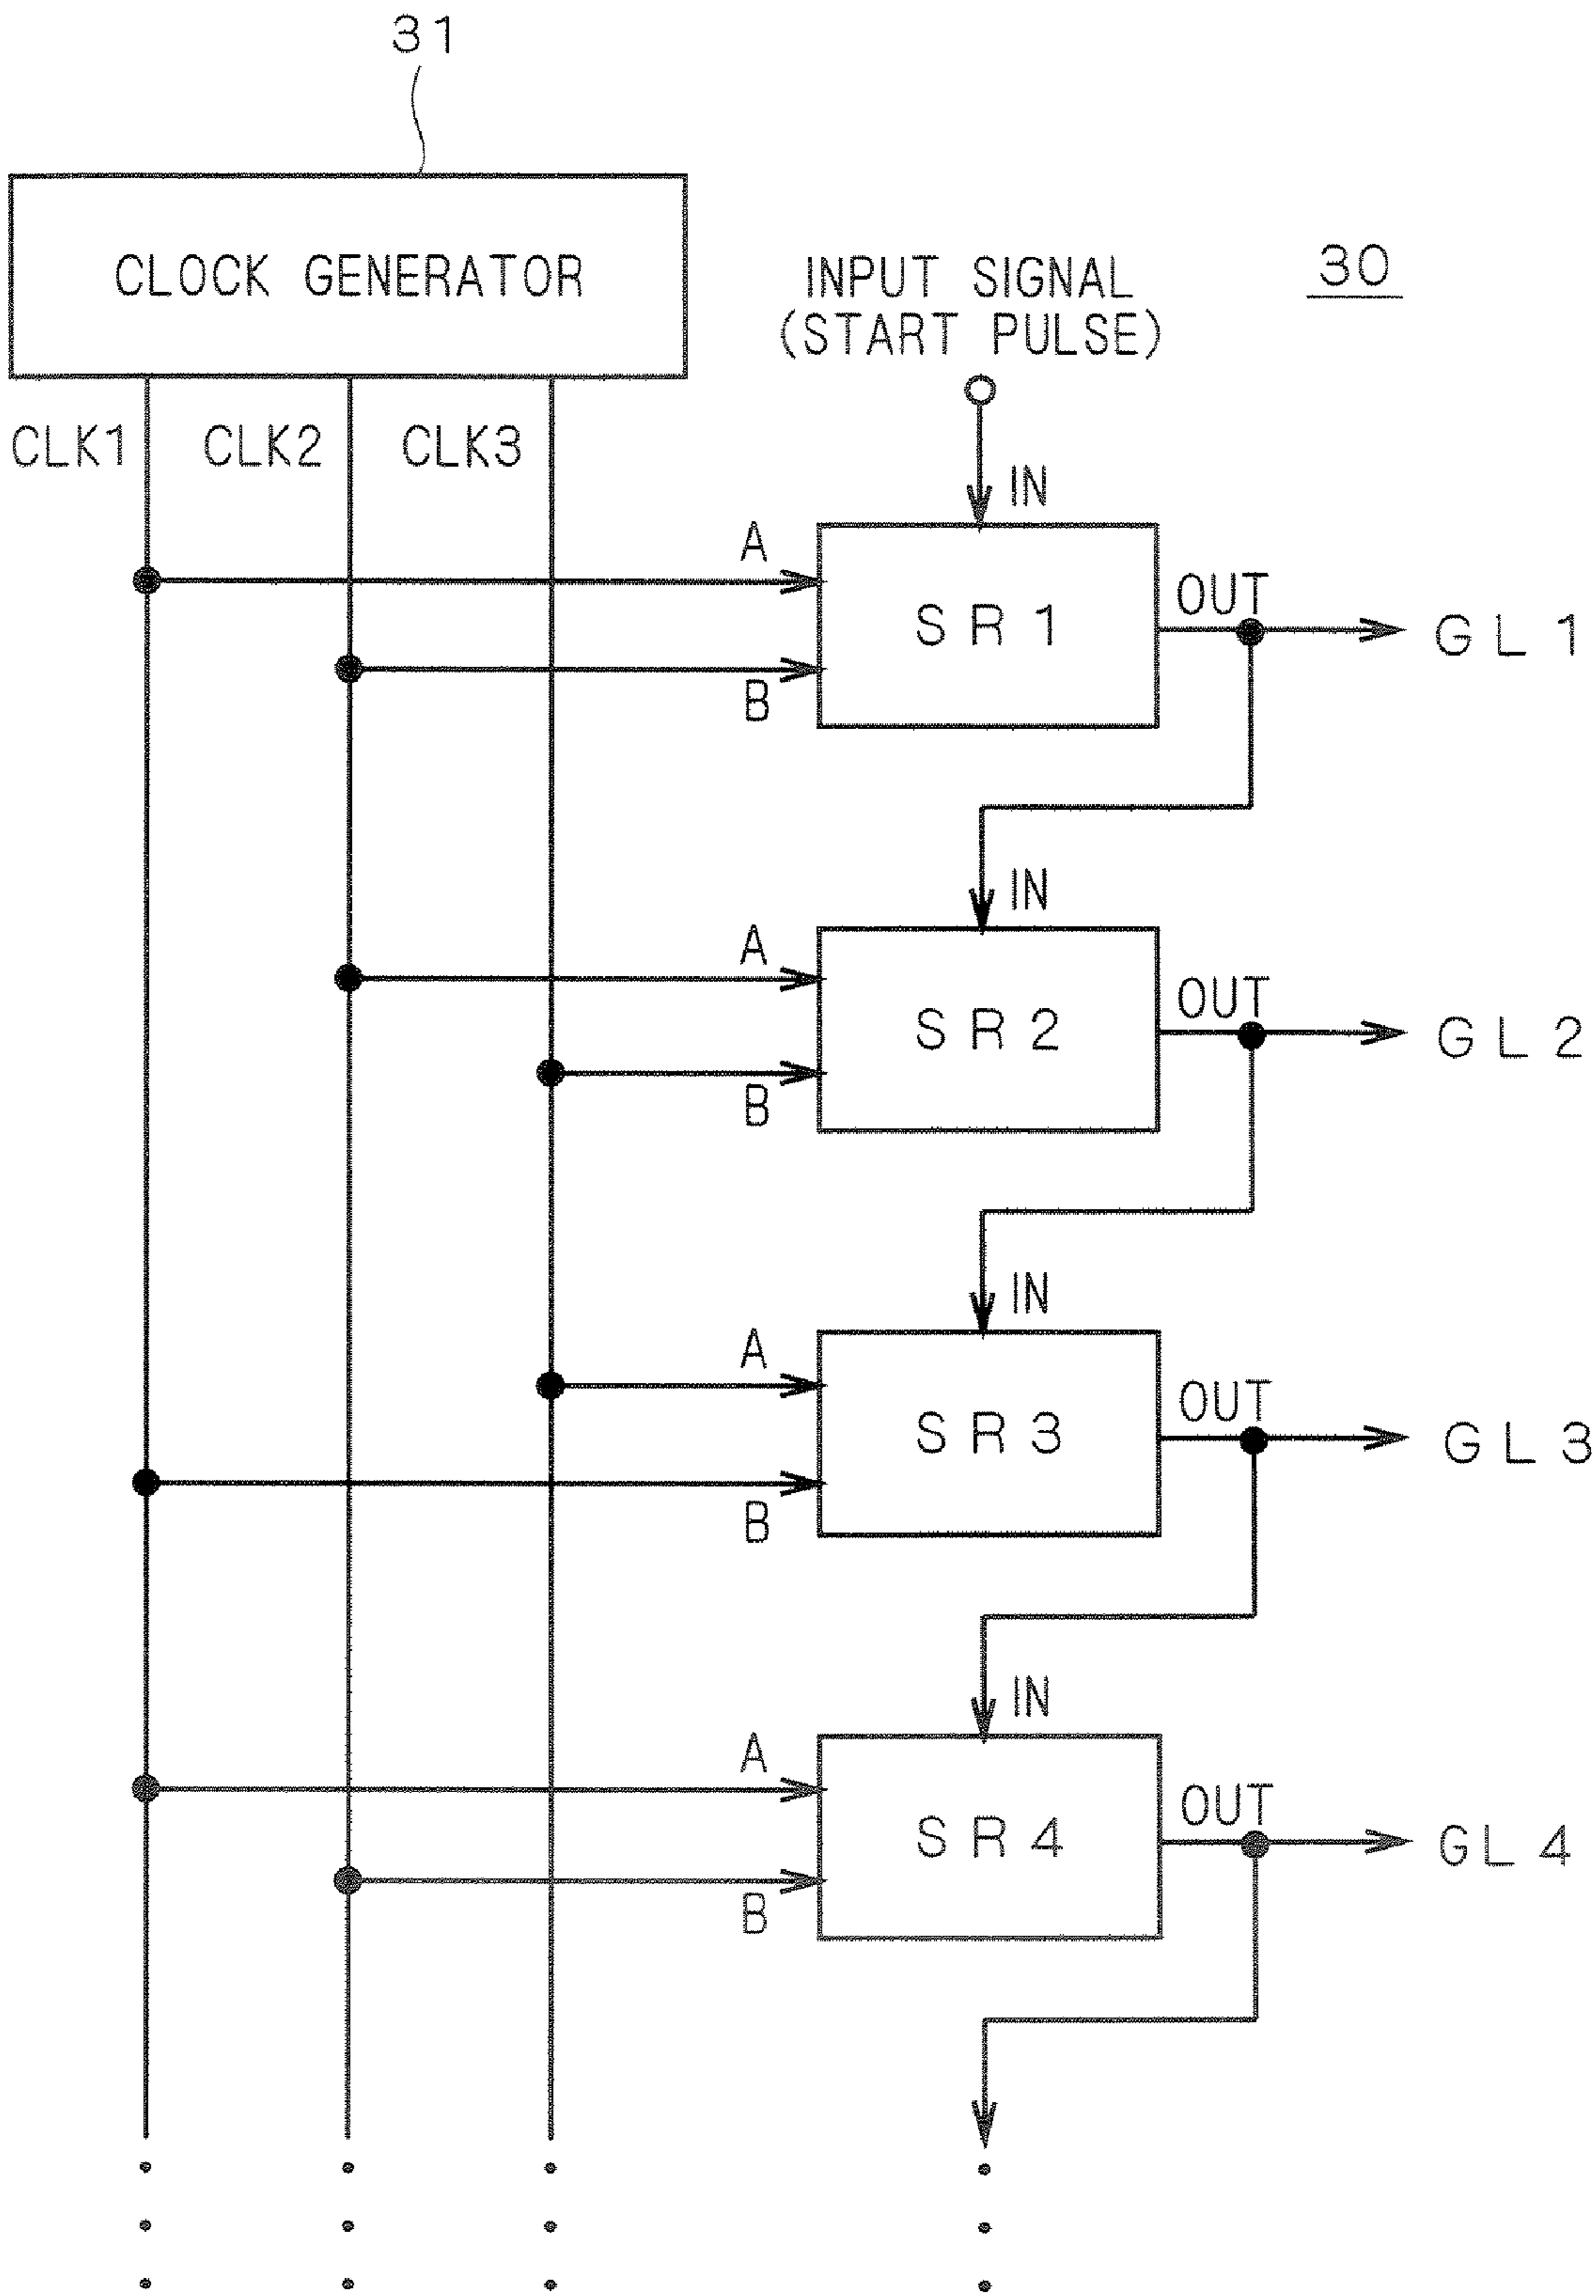 31
CLOCK GENERATOR
INPUT SIGNAL
(START PULSE)
30
CLK1 CLK2 CLK3
IN
A
SR1
OUT
GL1
B
IN
A
SR2
OUT
GL2
B
IN
A
SR3
OUT
GL3
B
IN
A
SR4
OUT
GL4
B